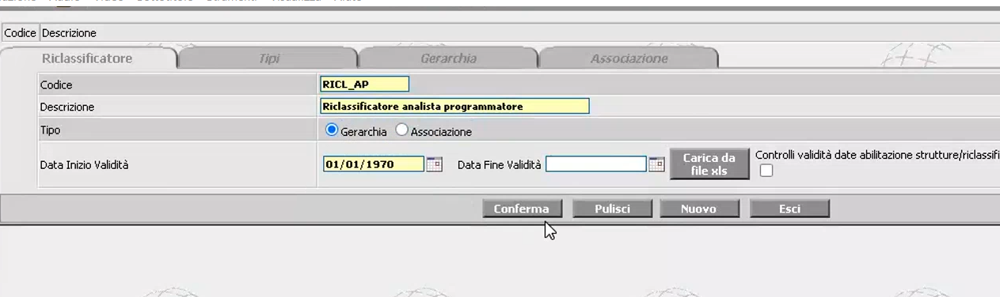 Codice Descrizione
Riclassificatore Tipi Gerarchia Associazione
Codice RICL_AP
Descrizione Riclassificatore analista programmatore
Tipo Gerarchia Associazione
Data Inizio Validità 01/01/1970 Data Fine Validità Carica da file xls Controlli validità date abilitazione strutture/riclassifi
Conferma Pulisci Nuovo Esci